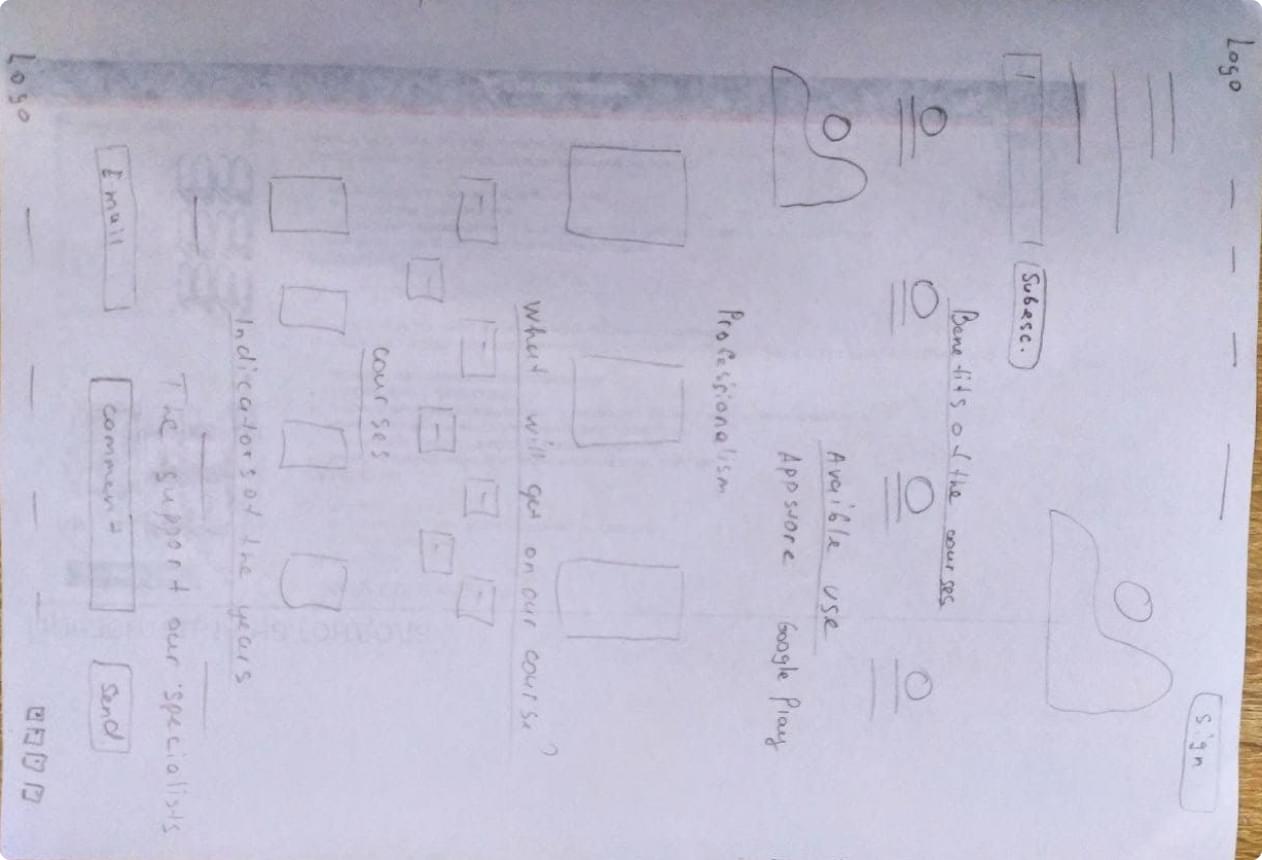 Logo
Sign
Subesc.
Benefits of the courses
Avaible use
Appstore Google Play
Professionalism
What will get on our course?
courses
Indicators of the years
The support our specialists
Email
comment
Send
Logo